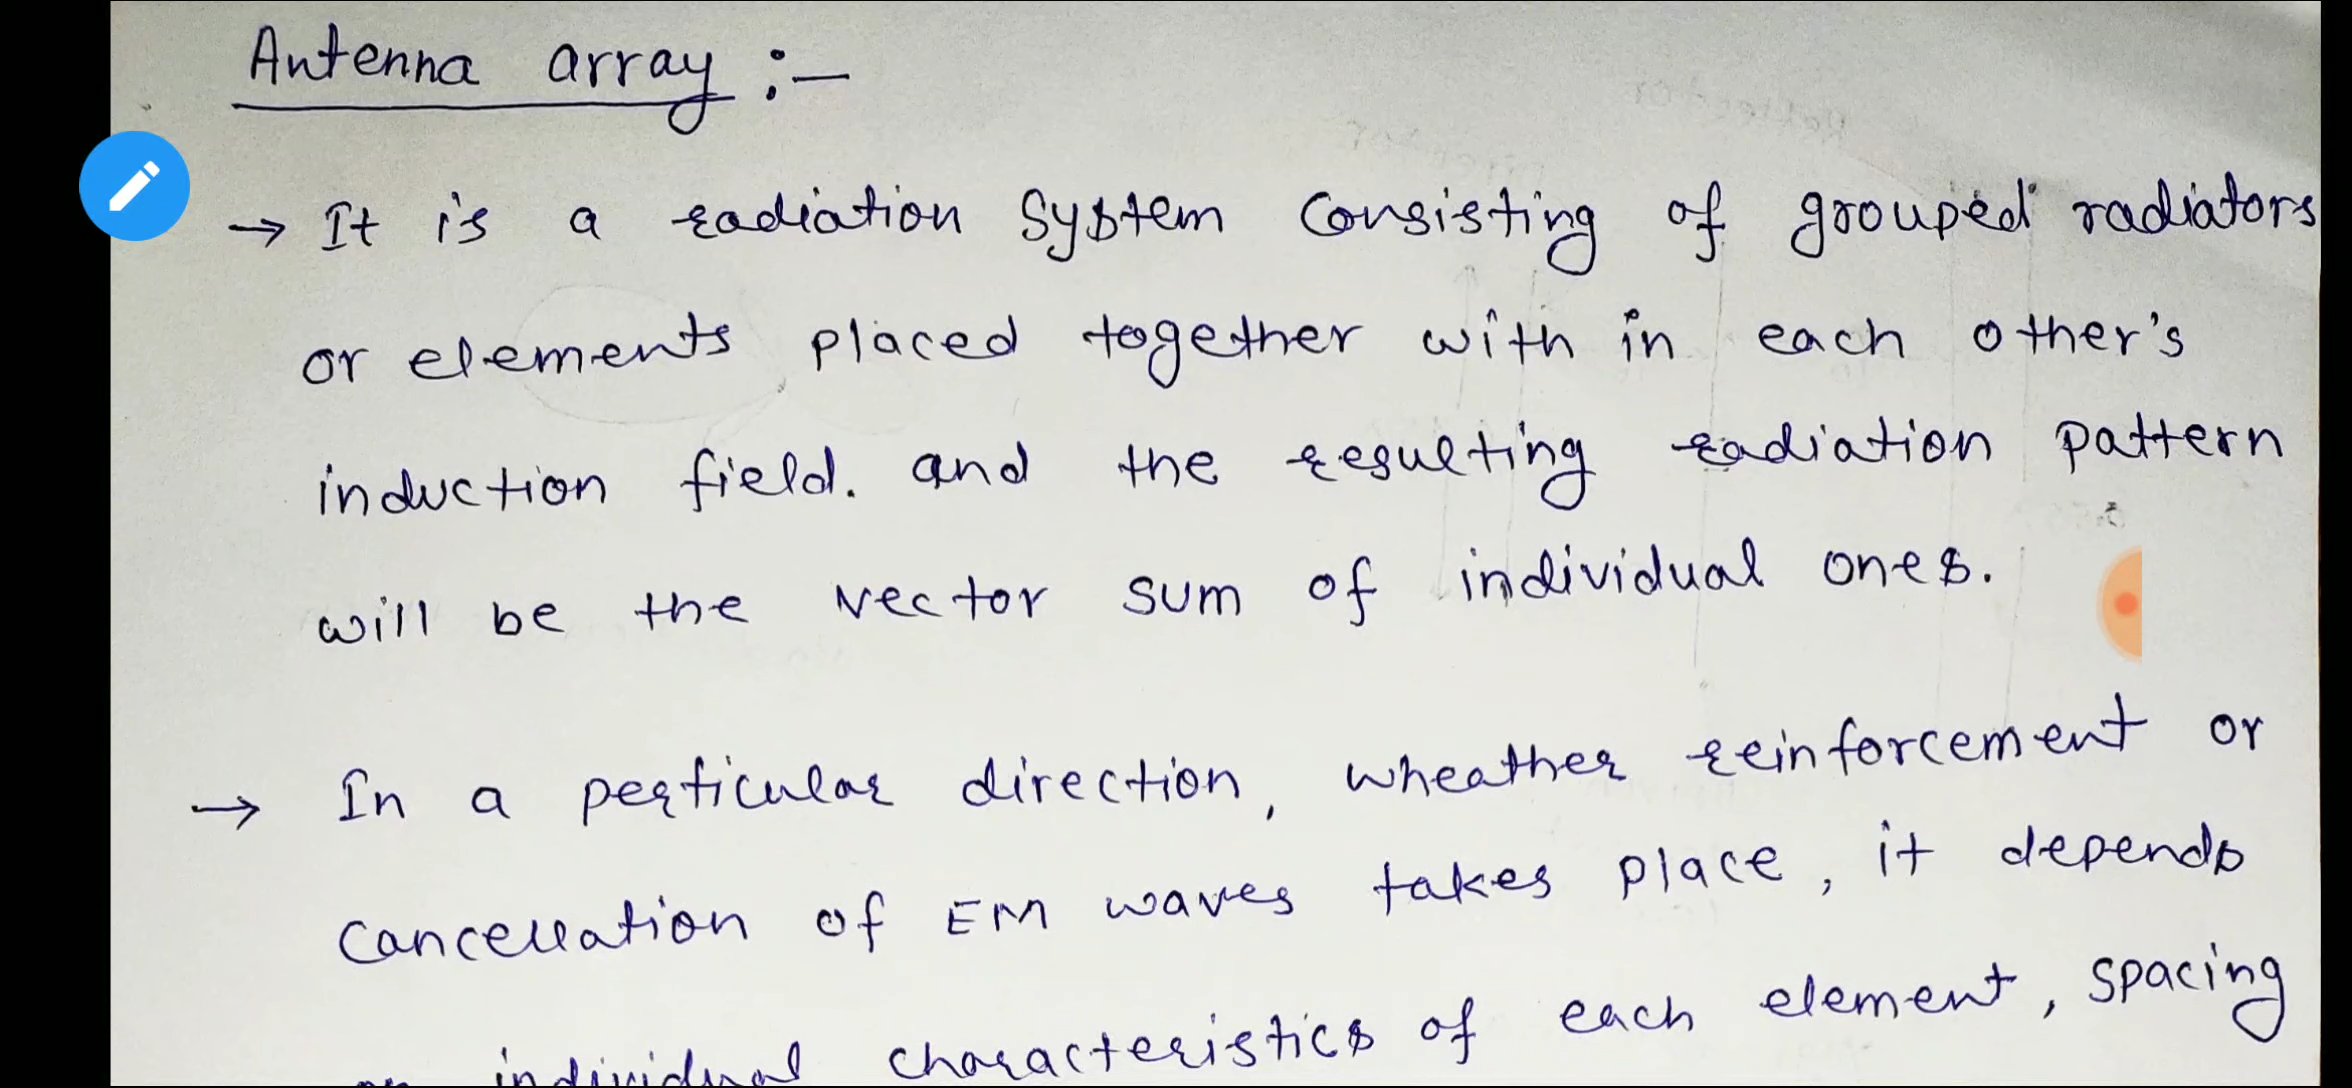 Antenna array :-
→ It is a radiation system consisting of grouped radiators
or elements placed together with in each other's
induction field. and the resulting radiation pattern
will be the vector sum of individual ones.
→ In a perticular direction, wheather reinforcement or
cancellation of EM waves takes place, it depends
on individual characteristics of each element, spacing